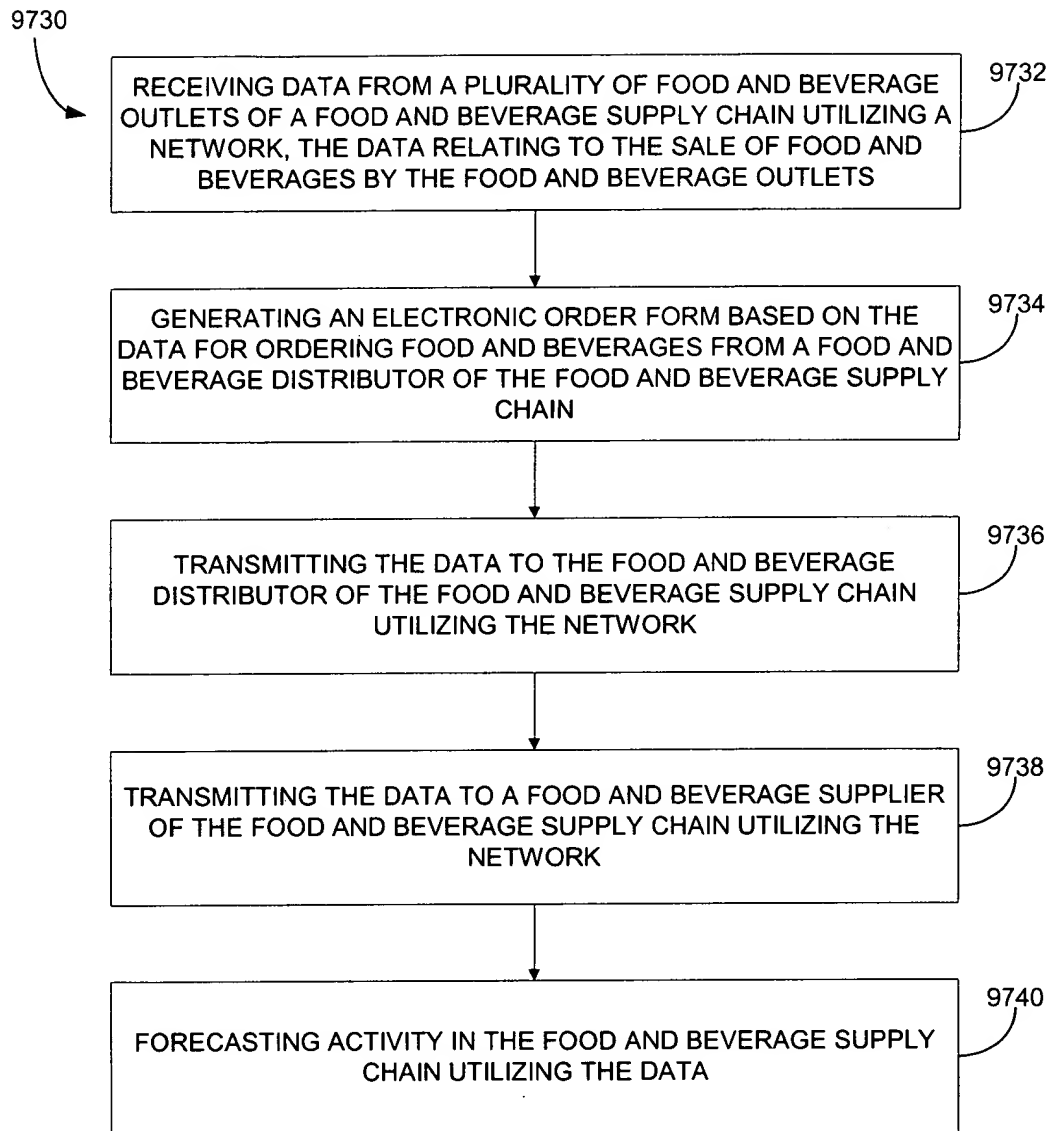 9730
RECEIVING DATA FROM A PLURALITY OF FOOD AND BEVERAGE
OUTLETS OF A FOOD AND BEVERAGE SUPPLY CHAIN UTILIZING A
NETWORK, THE DATA RELATING TO THE SALE OF FOOD AND
BEVERAGES BY THE FOOD AND BEVERAGE OUTLETS
9732
GENERATING AN ELECTRONIC ORDER FORM BASED ON THE
DATA FOR ORDERING FOOD AND BEVERAGES FROM A FOOD AND
BEVERAGE DISTRIBUTOR OF THE FOOD AND BEVERAGE SUPPLY
CHAIN
9734
TRANSMITTING THE DATA TO THE FOOD AND BEVERAGE
DISTRIBUTOR OF THE FOOD AND BEVERAGE SUPPLY CHAIN
UTILIZING THE NETWORK
9736
TRANSMITTING THE DATA TO A FOOD AND BEVERAGE SUPPLIER
OF THE FOOD AND BEVERAGE SUPPLY CHAIN UTILIZING THE
NETWORK
9738
FORECASTING ACTIVITY IN THE FOOD AND BEVERAGE SUPPLY
CHAIN UTILIZING THE DATA
9740